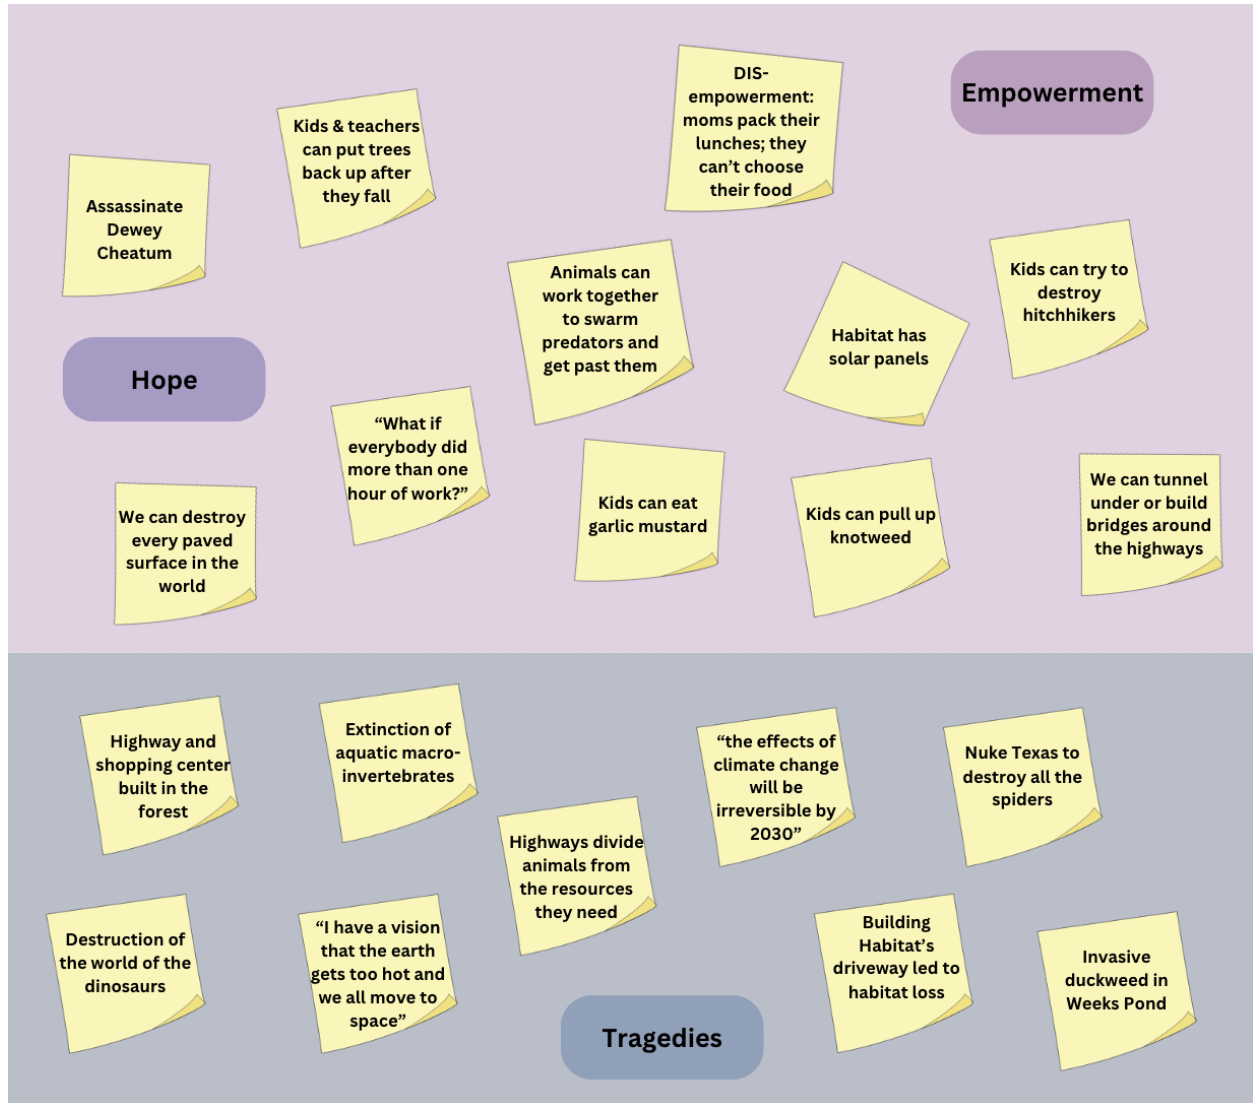 DIS-
empowerment:
moms pack their
lunches; they
can't choose
their food
Empowerment
Kids & teachers
can put trees
back up after
they fall
Assassinate
Dewey
Cheatum
Animals can
work together
to swarm
predators and
get past them
Kids can try to
destroy
hitchhikers
Habitat has
solar panels
Hope
“What if
everybody did
more than one
hour of work?”
We can destroy
every paved
surface in the
world
Kids can eat
garlic mustard
Kids can pull up
knotweed
We can tunnel
under or build
bridges around
the highways
Highway and
shopping center
built in the
forest
Extinction of
aquatic macro-
invertebrates
“the effects of
climate change
will be
irreversible by
2030”
Nuke Texas to
destroy all the
spiders
Highways divide
animals from
the resources
they need
Destruction of
the world of the
dinosaurs
“I have a vision
that the earth
gets too hot and
we all move to
space”
Building
Habitat's
driveway led to
habitat loss
Invasive
duckweed in
Weeks Pond
Tragedies